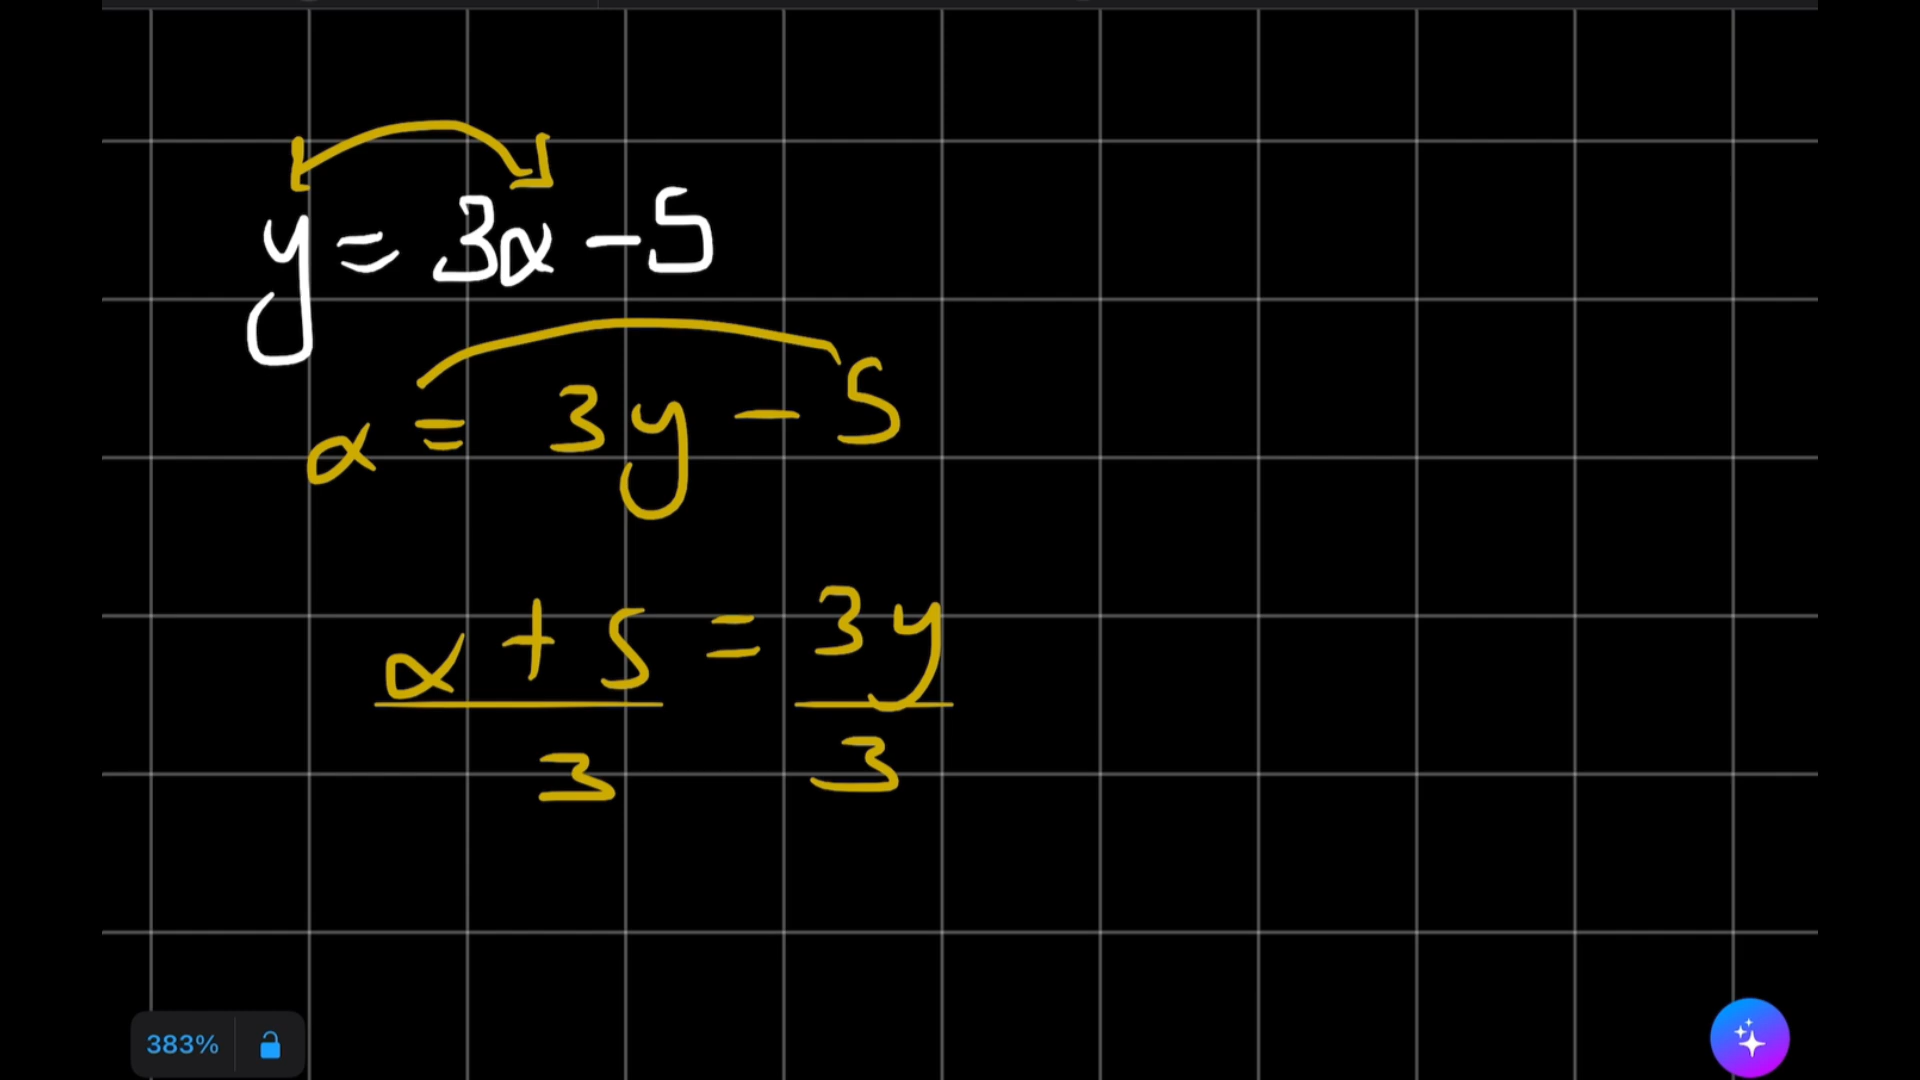 y = 3x - 5
x = 3y - 5
x + 5 = 3y
3 3
383%